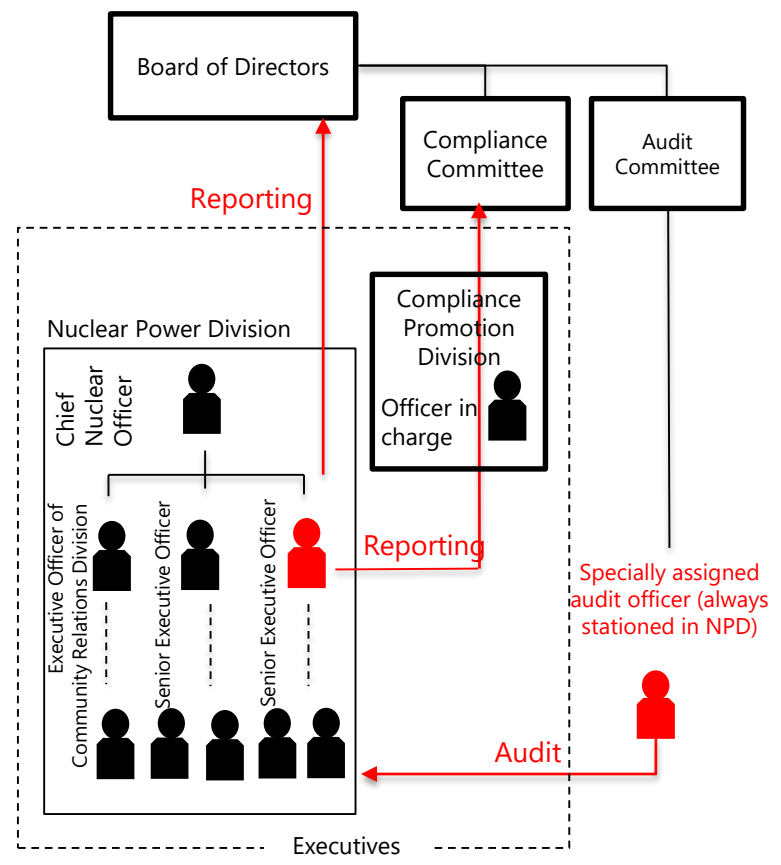 Board of Directors
Compliance
Committee
Audit
Committee
Reporting
Compliance
Promotion
Division
Officer in
charge
Nuclear Power Division
Chief
Nuclear
Officer
Executive Officer of
Community Relations Division
Senior Executive Officer
Senior Executive Officer
Reporting
Specially assigned
audit officer (always
stationed in NPD)
Audit
Executives